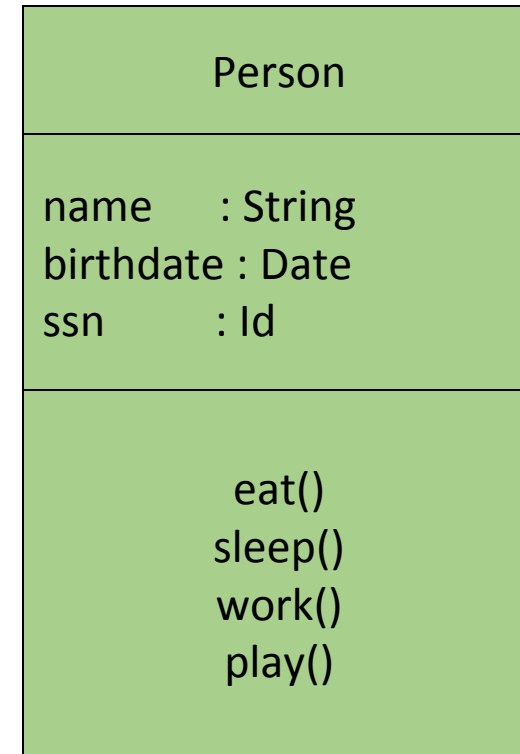 Person
name : String
birthdate : Date
ssn : Id
eat()
sleep()
work()
play()